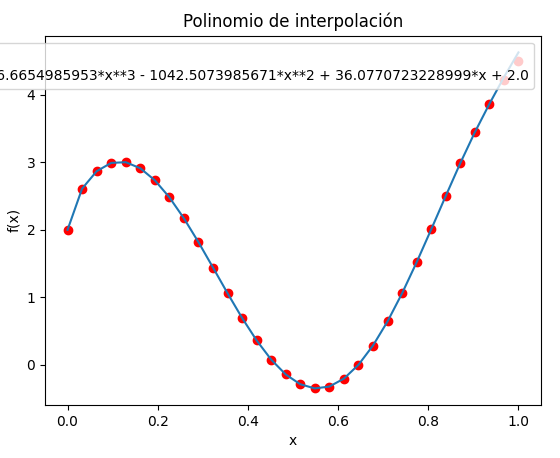 Polinomio de interpolación
6.6654985953*x**3 - 1042.5073985671*x**2 + 36.0770723228999*x + 2.0
4
3
2
1
0
f(x)
0.0 0.2 0.4 0.6 0.8 1.0
x